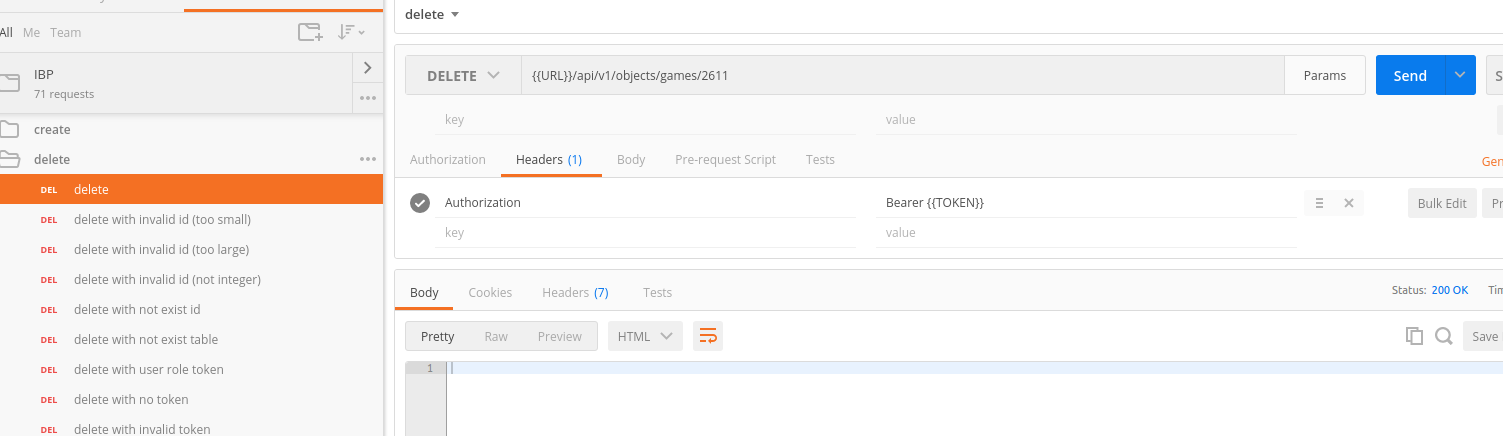 All Me Team
IBP
71 requests
create
delete
DEL delete
DEL delete with invalid id (too small)
DEL delete with invalid id (too large)
DEL delete with invalid id (not integer)
DEL delete with not exist id
DEL delete with not exist table
DEL delete with user role token
DEL delete with no token
DEL delete with invalid token
delete
DELETE {{URL}}/api/v1/objects/games/2611 Params Send
key value
Authorization Headers (1) Body Pre-request Script Tests
Authorization Bearer {{TOKEN}} Bulk Edit
key value
Body Cookies Headers (7) Tests Status: 200 OK
Pretty Raw Preview HTML Save
1